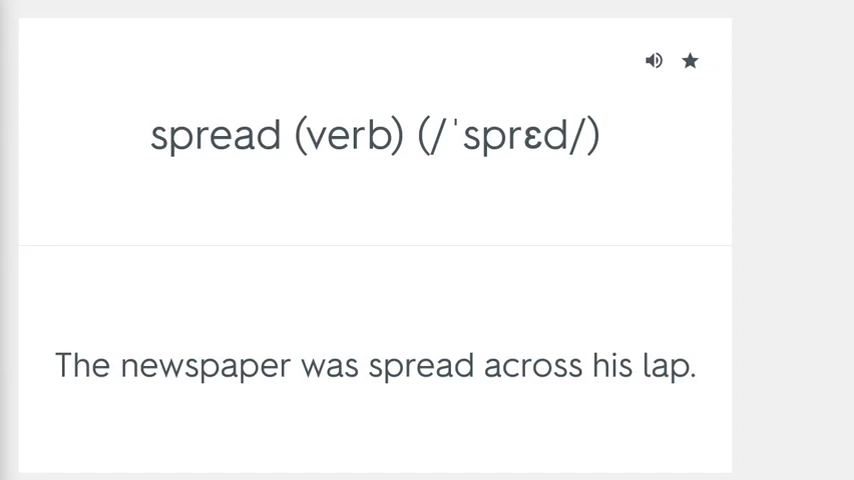 spread (verb) (/ˈsprɛd/)
The newspaper was spread across his lap.